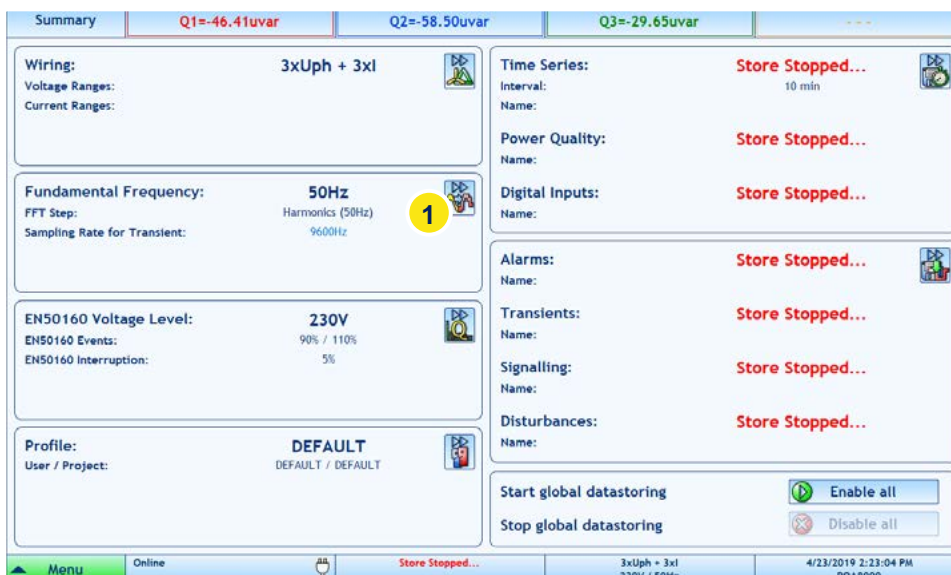 Summary
Q1=-46.41uvar
Q2=-58.50uvar
Q3=-29.65uvar
- - -
Wiring: 3xUph + 3xI
Voltage Ranges:
Current Ranges:
Fundamental Frequency: 50Hz
FFT Step: Harmonics (50Hz)
Sampling Rate for Transient: 9600Hz
1
EN50160 Voltage Level: 230V
EN50160 Events: 90% / 110%
EN50160 Interruption: 5%
Profile: DEFAULT
User / Project: DEFAULT / DEFAULT
Time Series: Store Stopped...
Interval: 10 min
Name:
Power Quality: Store Stopped...
Name:
Digital Inputs: Store Stopped...
Name:
Alarms: Store Stopped...
Name:
Transients: Store Stopped...
Name:
Signalling: Store Stopped...
Name:
Disturbances: Store Stopped...
Name:
Start global datastoring Enable all
Stop global datastoring Disable all
Menu
Online
Store Stopped...
3xUph + 3xI
230V / 50Hz
4/23/2019 2:23:04 PM